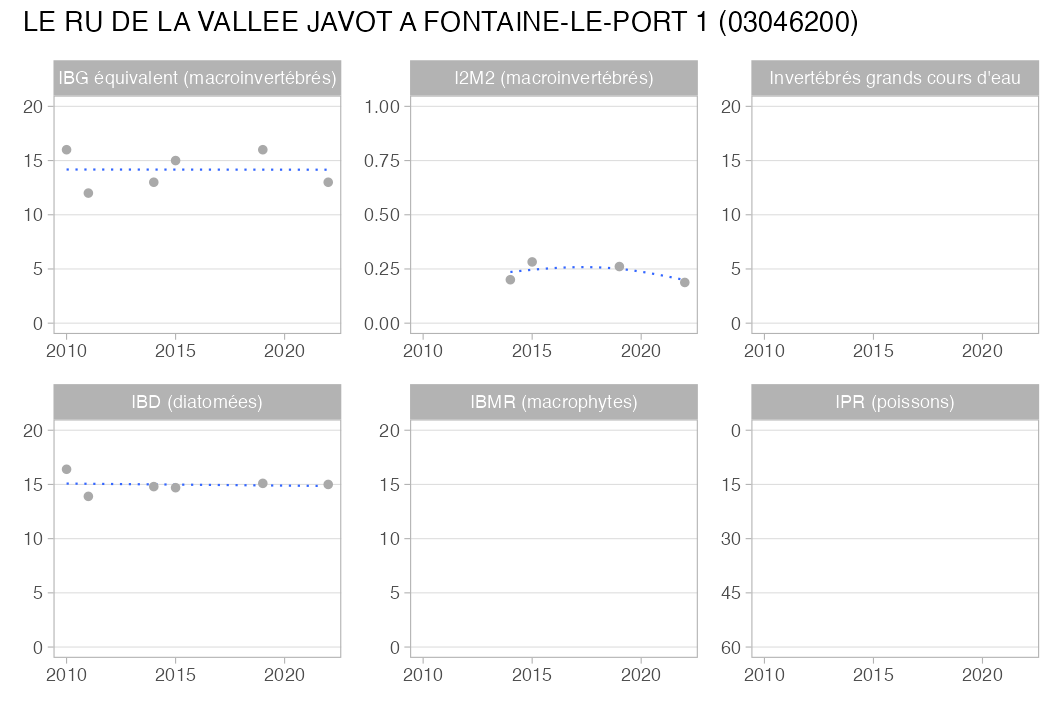 LE RU DE LA VALLEE JAVOT A FONTAINE-LE-PORT 1 (03046200)
IBG équivalent (macroinvertébrés)
20
15
10
5
0
2010 2015 2020
I2M2 (macroinvertébrés)
1.00
0.75
0.50
0.25
0.00
2010 2015 2020
Invertébrés grands cours d'eau
20
15
10
5
0
2010 2015 2020
IBD (diatomées)
20
15
10
5
0
2010 2015 2020
IBMR (macrophytes)
20
15
10
5
0
2010 2015 2020
IPR (poissons)
0
15
30
45
60
2010 2015 2020